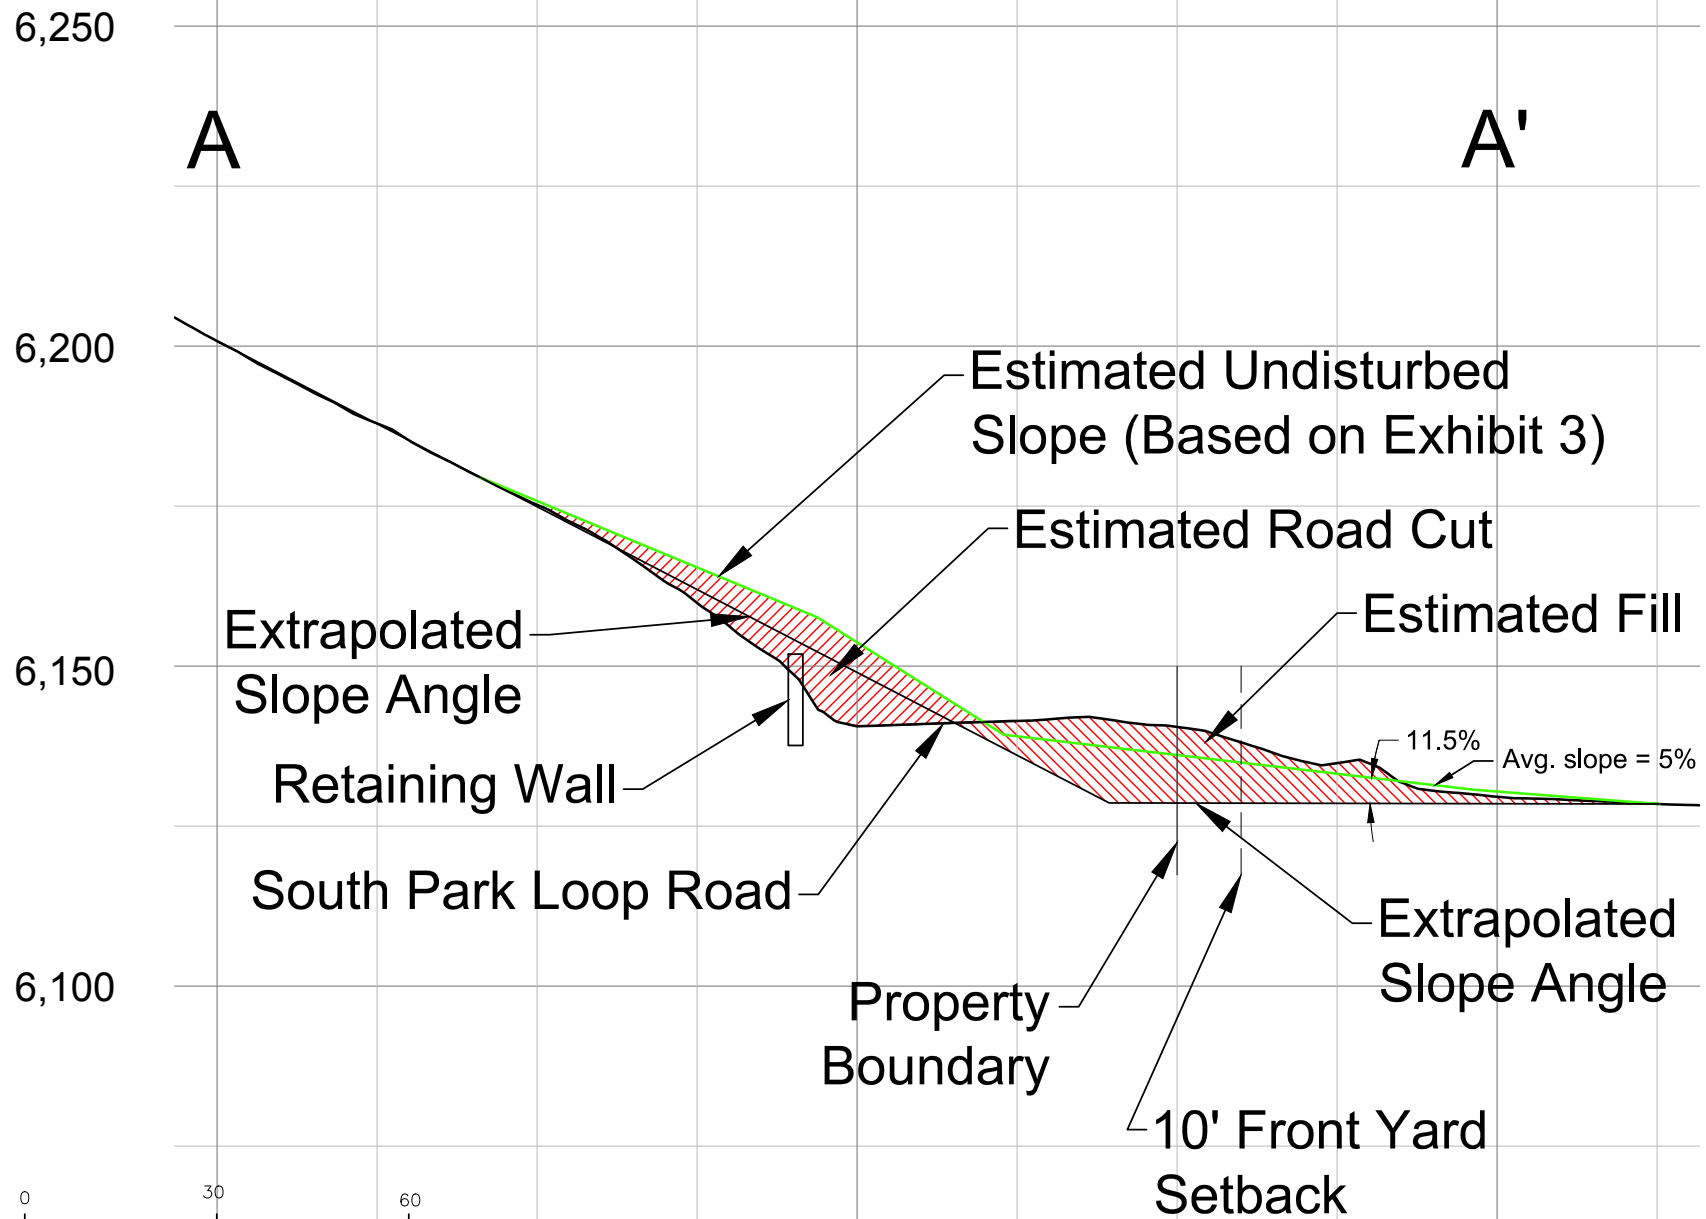 6,250
A
A'
6,200
Estimated Undisturbed
Slope (Based on Exhibit 3)
Estimated Road Cut
Estimated Fill
Extrapolated
Slope Angle
6,150
11.5%
Avg. slope = 5%
Retaining Wall
South Park Loop Road
Extrapolated
Slope Angle
6,100
Property
Boundary
10' Front Yard
Setback
0
30
60